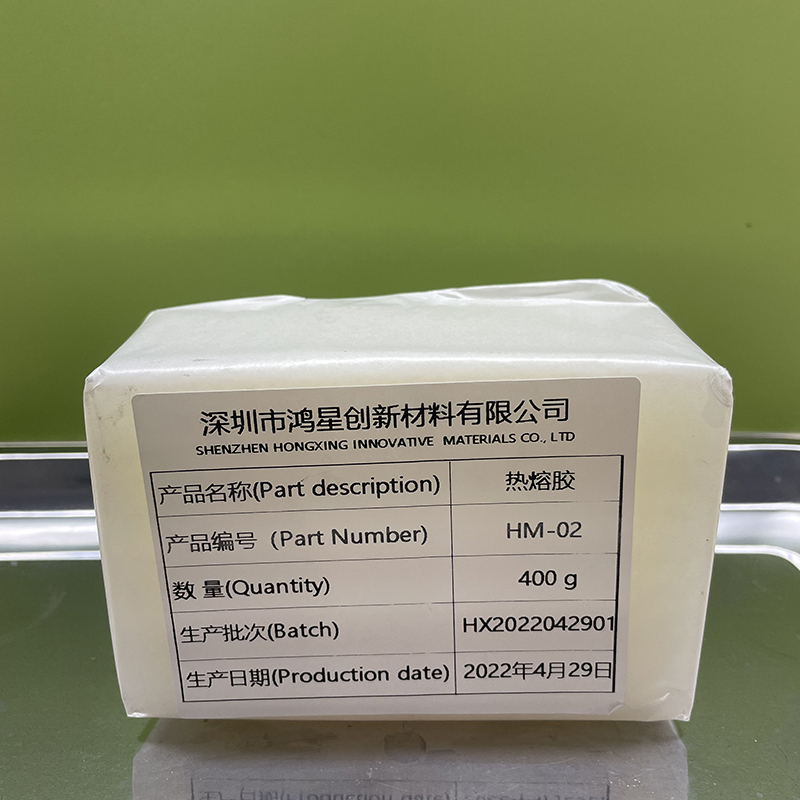 深圳市鸿星创新材料有限公司
SHENZHEN HONGXING INNOVATIVE MATERIALS CO., LTD
产品名称(Part description) 热熔胶
产品编号 (Part Number) HM-02
数 量(Quantity) 400 g
生产批次(Batch) HX2022042901
生产日期(Production date) 2022年4月29日